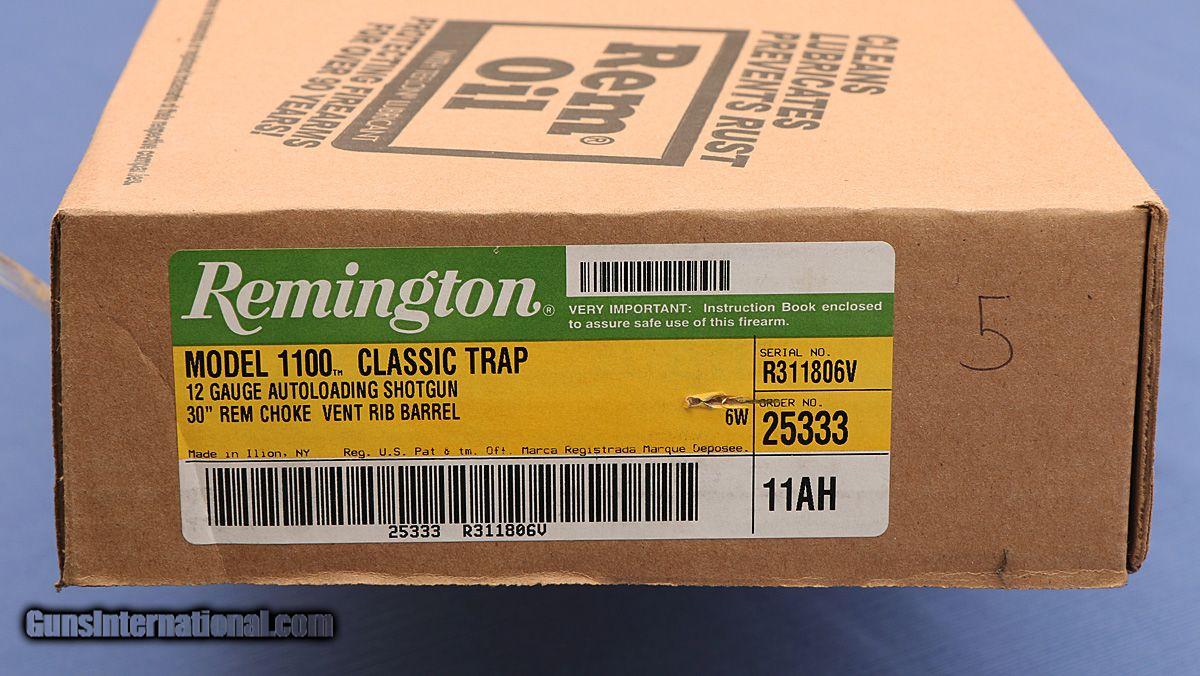 CLEANS
LUBRICATES
PREVENTS RUST
Rem®
Oil
LUBRICANT
PROTECTING FIREARMS
FOR OVER 80 YEARS!
Remington®
VERY IMPORTANT: Instruction Book enclosed
to assure safe use of this firearm.
MODEL 1100™ CLASSIC TRAP
12 GAUGE AUTOLOADING SHOTGUN
30" REM CHOKE VENT RIB BARREL
6W
Made in Ilion, NY Reg. U.S. Pat & tm. Off. Marca Registrada Marque Deposee.
25333 R311806V
SERIAL NO.
R311806V
ORDER NO.
25333
11AH
5
GunsInternational.com